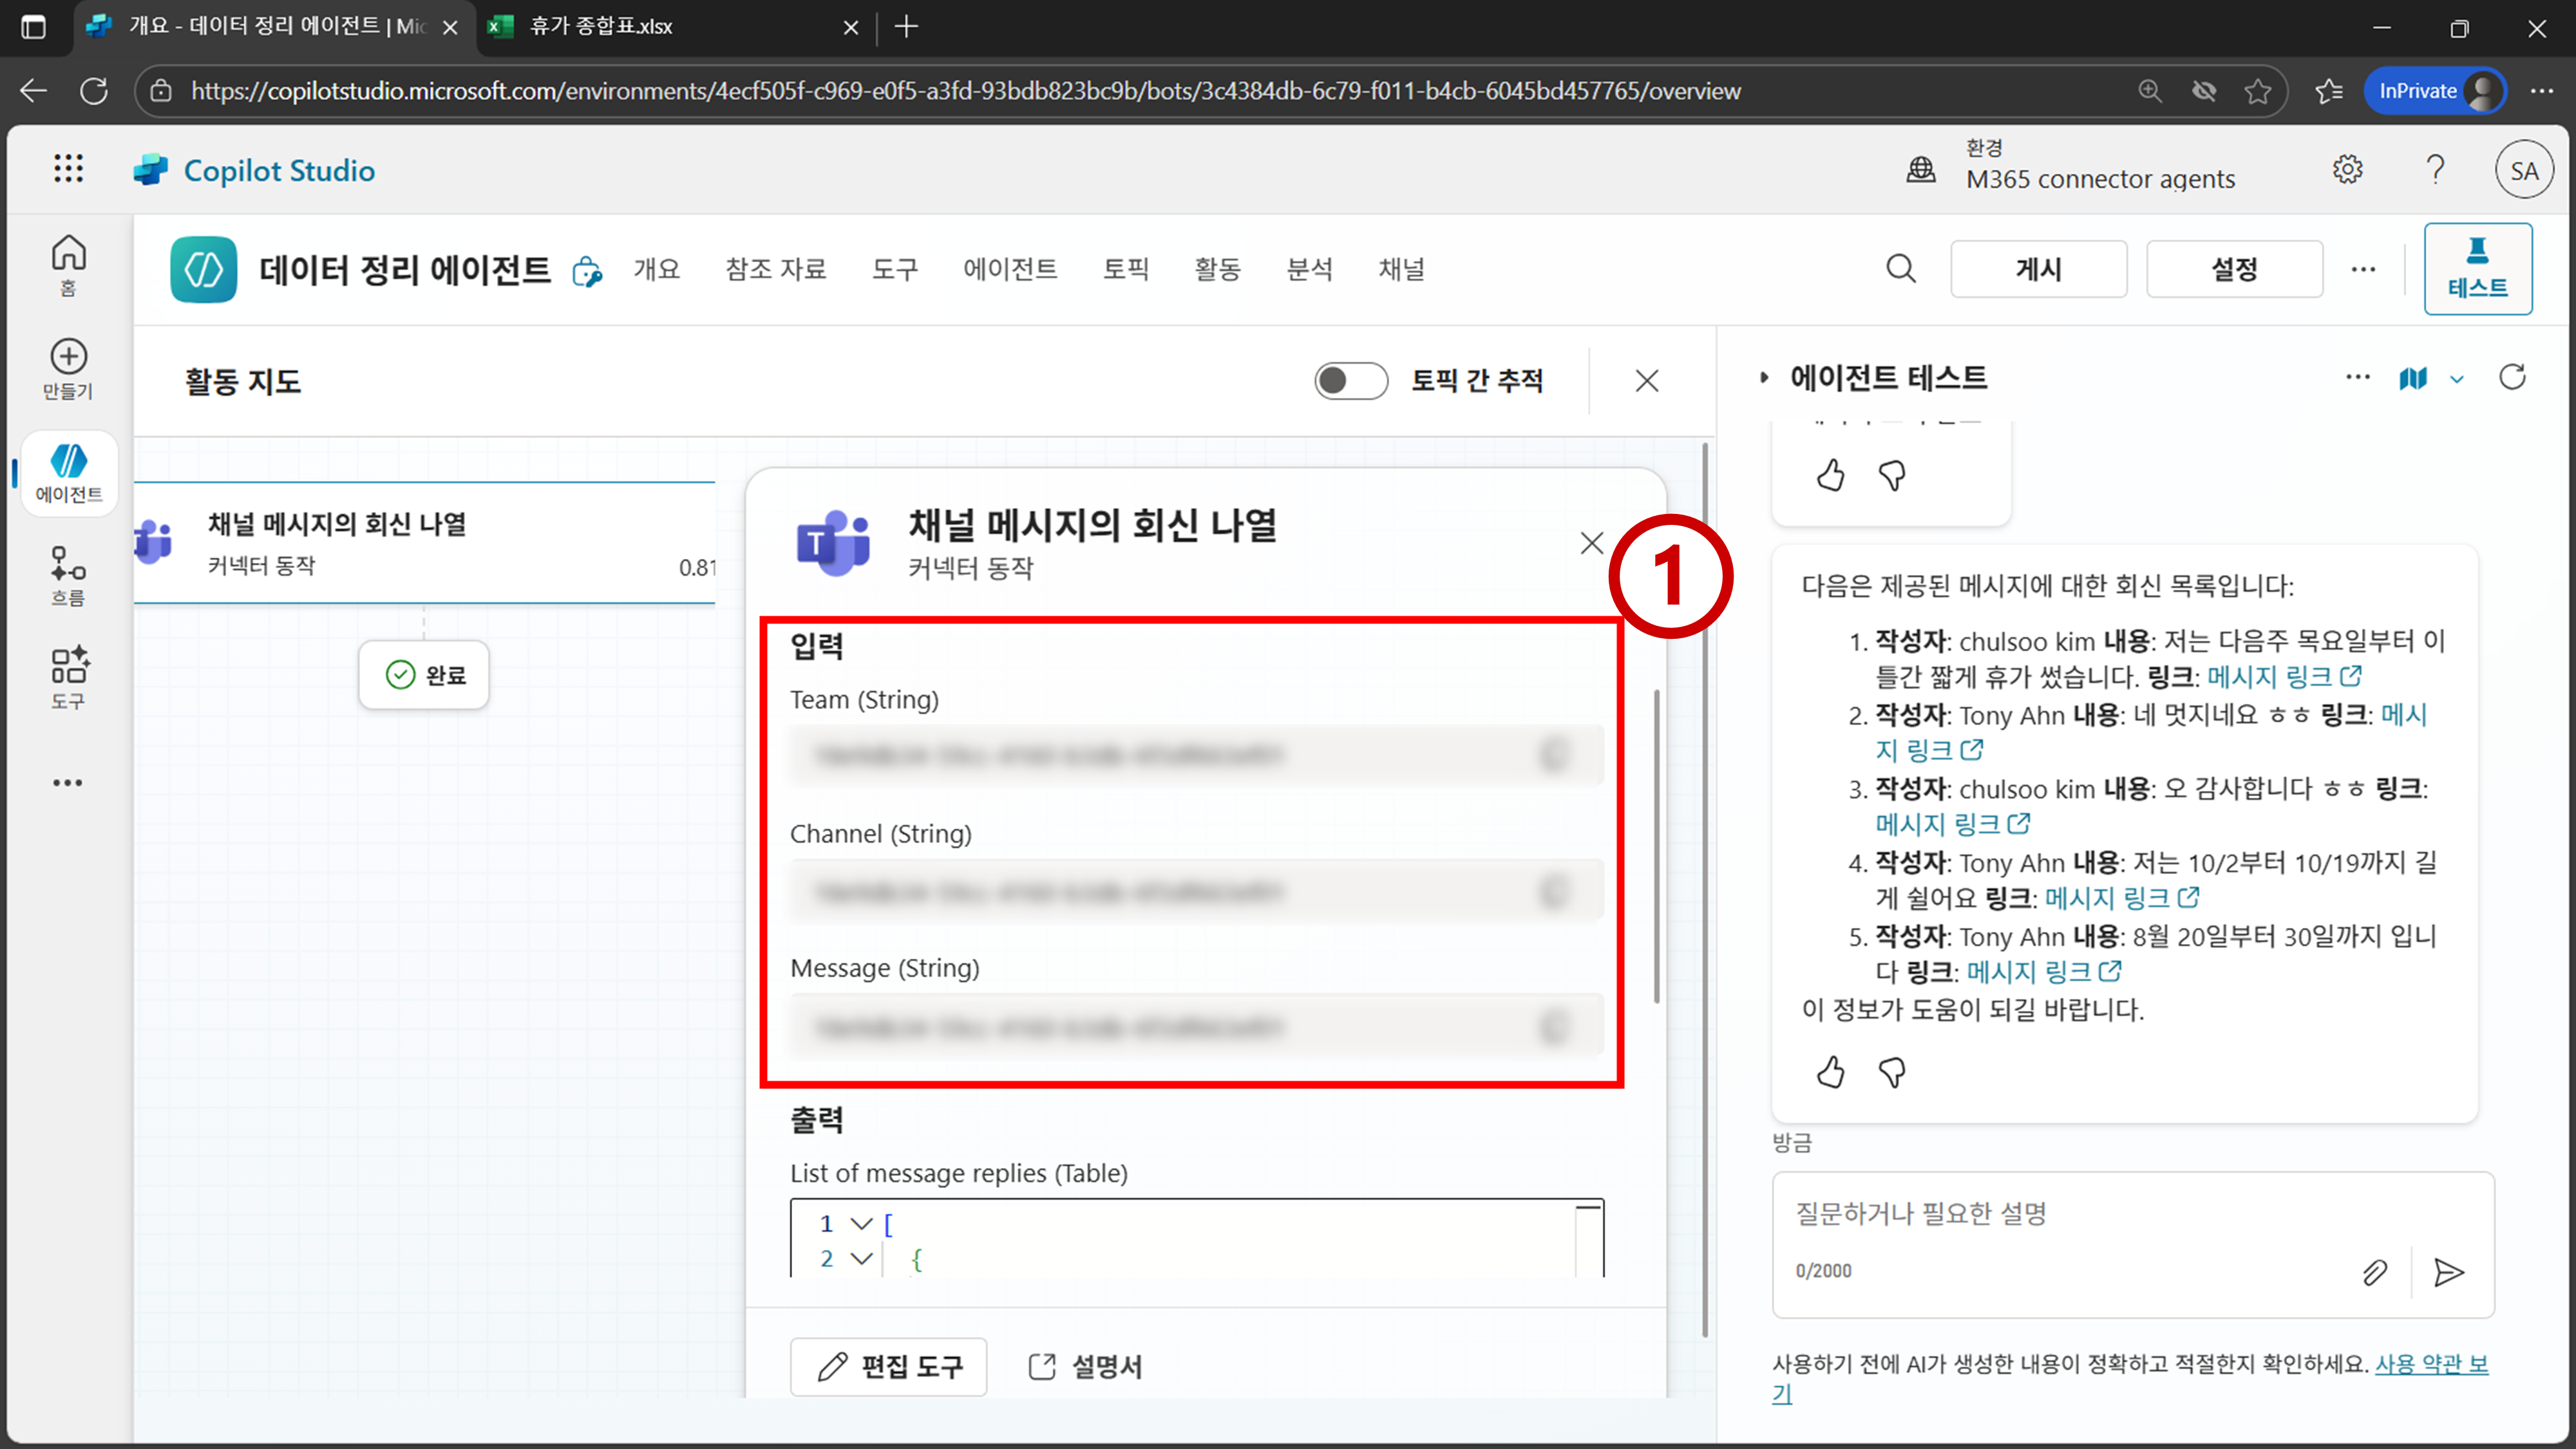 개요 - 데이터 정리 에이전트 | Mic
휴가 종합표.xlsx
https://copilotstudio.microsoft.com/environments/4ecf505f-c969-e0f5-a3fd-93bdb823bc9b/bots/3c4384db-6c79-f011-b4cb-6045bd457765/overview
InPrivate
Copilot Studio
환경
M365 connector agents
SA
홈
만들기
에이전트
흐름
도구
데이터 정리 에이전트
개요
참조 자료
도구
에이전트
토픽
활동
분석
채널
게시
설정
테스트
활동 지도
토픽 간 추적
채널 메시지의 회신 나열
커넥터 동작
0.81
완료
채널 메시지의 회신 나열
커넥터 동작
1
입력
Team (String)
Channel (String)
Message (String)
출력
List of message replies (Table)
1 [
2 {
편집 도구
설명서
에이전트 테스트
다음은 제공된 메시지에 대한 회신 목록입니다:
1. 작성자: chulsoo kim 내용: 저는 다음주 목요일부터 이
틀간 짧게 휴가 썼습니다. 링크: 메시지 링크
2. 작성자: Tony Ahn 내용: 네 멋지네요 ㅎㅎ 링크: 메시
지 링크
3. 작성자: chulsoo kim 내용: 오 감사합니다 ㅎㅎ 링크:
메시지 링크
4. 작성자: Tony Ahn 내용: 저는 10/2부터 10/19까지 길
게 쉴어요 링크: 메시지 링크
5. 작성자: Tony Ahn 내용: 8월 20일부터 30일까지 입니
다 링크: 메시지 링크
이 정보가 도움이 되길 바랍니다.
방금
질문하거나 필요한 설명
0/2000
사용하기 전에 AI가 생성한 내용이 정확하고 적절한지 확인하세요. 사용 약관 보
기